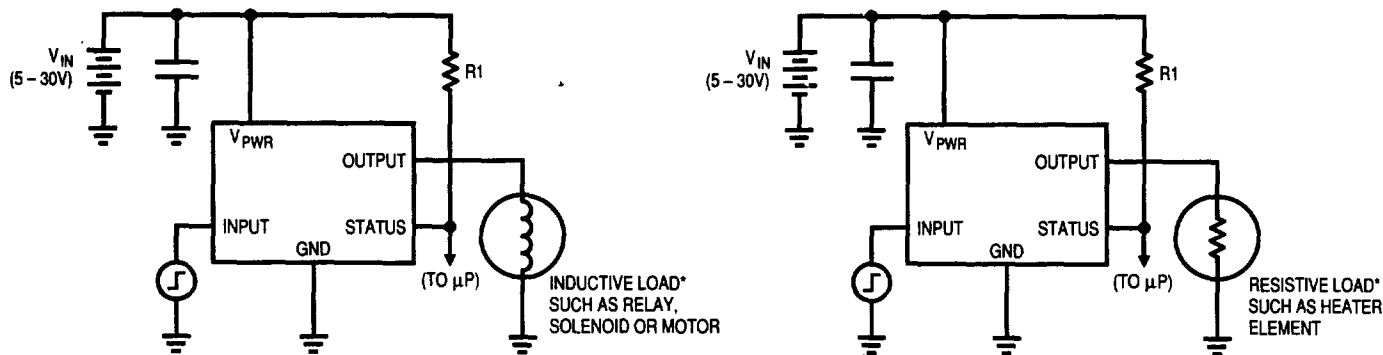 V_IN
(5 – 30V)
R1
V_PWR
OUTPUT
INPUT
STATUS
GND
(TO µP)
INDUCTIVE LOAD*
SUCH AS RELAY,
SOLENOID OR MOTOR
V_IN
(5 – 30V)
R1
V_PWR
OUTPUT
INPUT
STATUS
GND
(TO µP)
RESISTIVE LOAD*
SUCH AS HEATER
ELEMENT